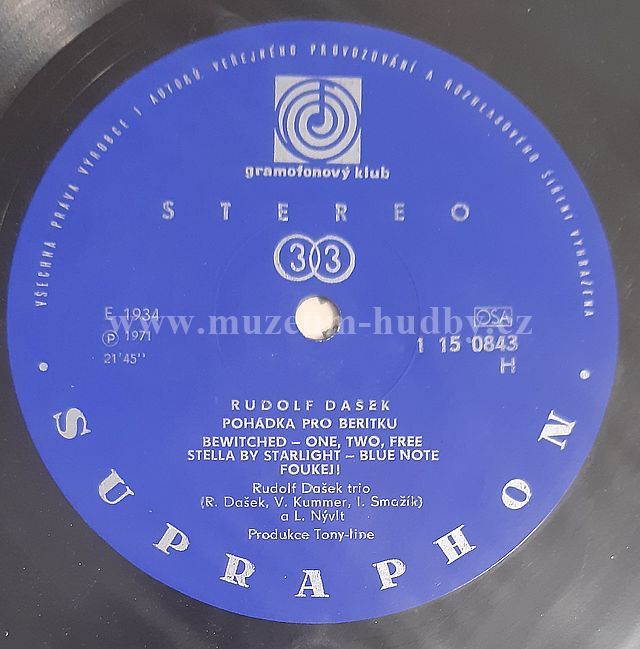 VŠECHNA PRÁVA VÝROBCE I AUTORŮ VEŘEJNÉHO PROVOZOVÁNÍ A ROZHLASOVÉHO ŠÍŘENÍ VYHRAŽENA
gramofonový klub
STEREO
33
www.muzeum-hudby.cz
E 1934
℗ 1971
21'45"
OSA
1 15 0843
H
RUDOLF DAŠEK
POHÁDKA PRO BERITKU
BEWITCHED – ONE, TWO, FREE
STELLA BY STARLIGHT – BLUE NOTE
FOUKEJ!
Rudolf Dašek trio
(R. Dašek, V. Kummer, I. Smažík)
a L. Nývlt
Produkce Tony-line
SUPRAPHON